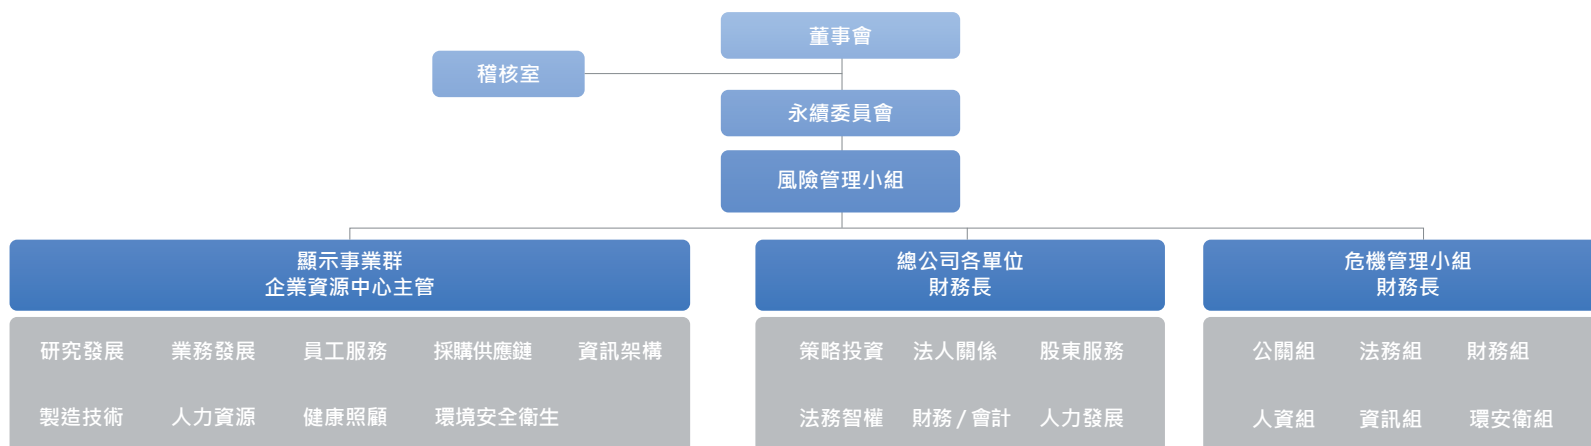 董事會
稽核室
永續委員會
風險管理小組
顯示事業群
企業資源中心主管
研究發展 業務發展 員工服務 採購供應鏈 資訊架構
製造技術 人力資源 健康照顧 環境安全衛生
總公司各單位
財務長
策略投資 法人關係 股東服務
法務智權 財務 / 會計 人力發展
危機管理小組
財務長
公關組 法務組 財務組
人資組 資訊組 環安衛組